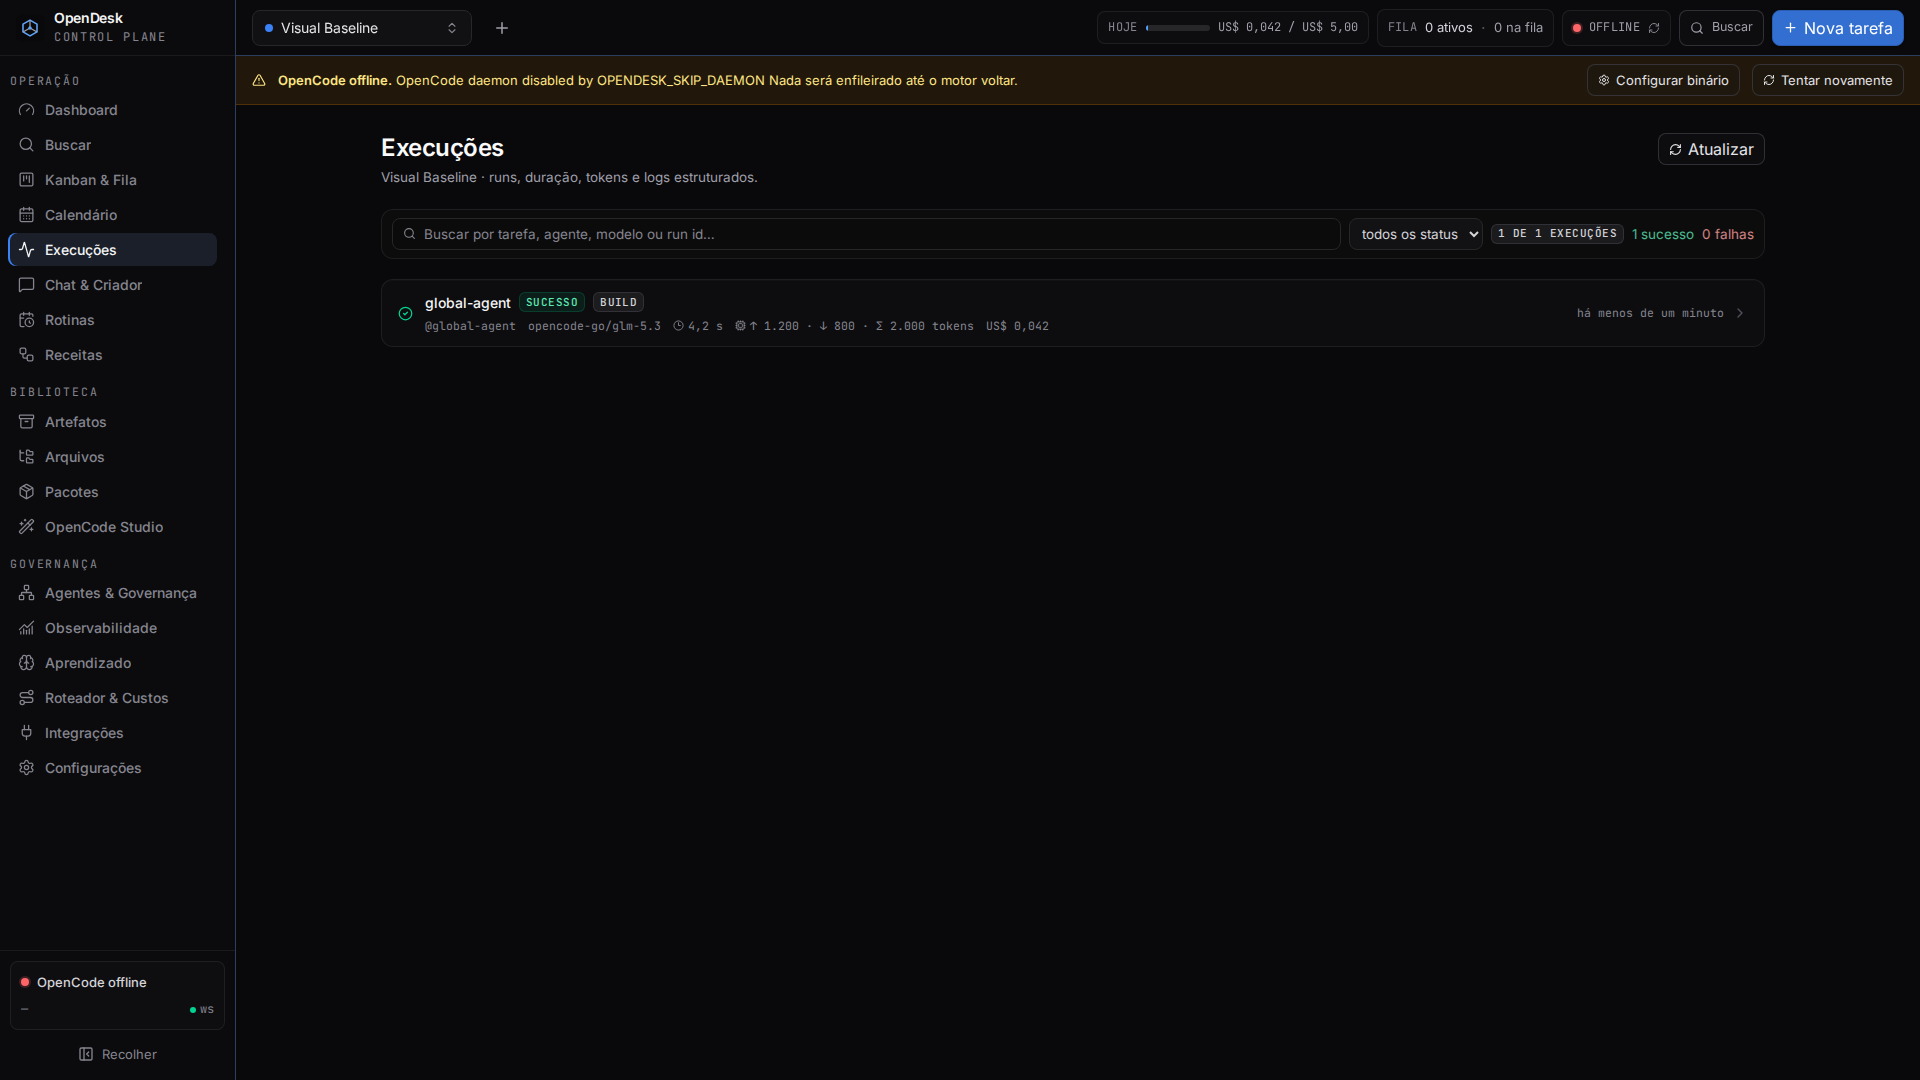 OpenDesk
CONTROL PLANE
OPERAÇÃO
Dashboard
Buscar
Kanban & Fila
Calendário
Execuções
Chat & Criador
Rotinas
Receitas
BIBLIOTECA
Artefatos
Arquivos
Pacotes
OpenCode Studio
GOVERNANÇA
Agentes & Governança
Observabilidade
Aprendizado
Roteador & Custos
Integrações
Configurações
OpenCode offline
— WS
Recolher
Visual Baseline
HOJE US$ 0,042 / US$ 5,00
FILA 0 ativos · 0 na fila
OFFLINE
Buscar
+ Nova tarefa
OpenCode offline. OpenCode daemon disabled by OPENDESK_SKIP_DAEMON Nada será enfileirado até o motor voltar.
Configurar binário
Tentar novamente
Execuções
Visual Baseline · runs, duração, tokens e logs estruturados.
Atualizar
Buscar por tarefa, agente, modelo ou run id...
todos os status
1 DE 1 EXECUÇÕES
1 sucesso
0 falhas
global-agent SUCESSO BUILD
@global-agent opencode-go/glm-5.3 4,2 s ↑ 1.200 · ↓ 800 · Σ 2.000 tokens US$ 0,042
há menos de um minuto